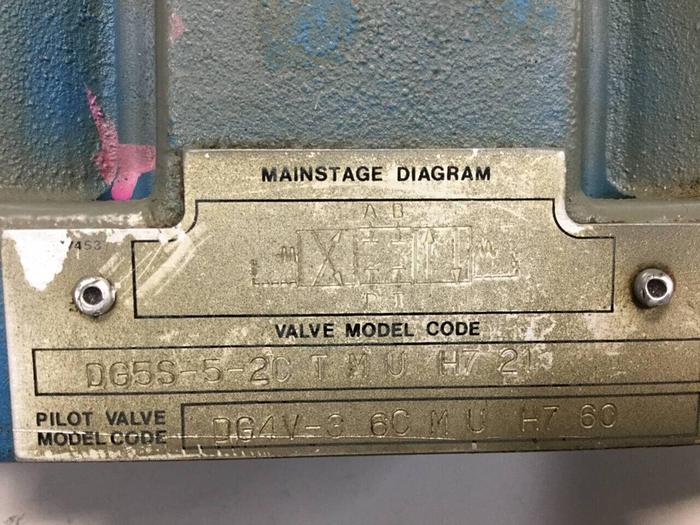 MAINSTAGE DIAGRAM
A B
P T
VALVE MODEL CODE
DG5S-5-2C T M U H7 21
PILOT VALVE MODEL CODE
DG4V-3 6C M U H7 60